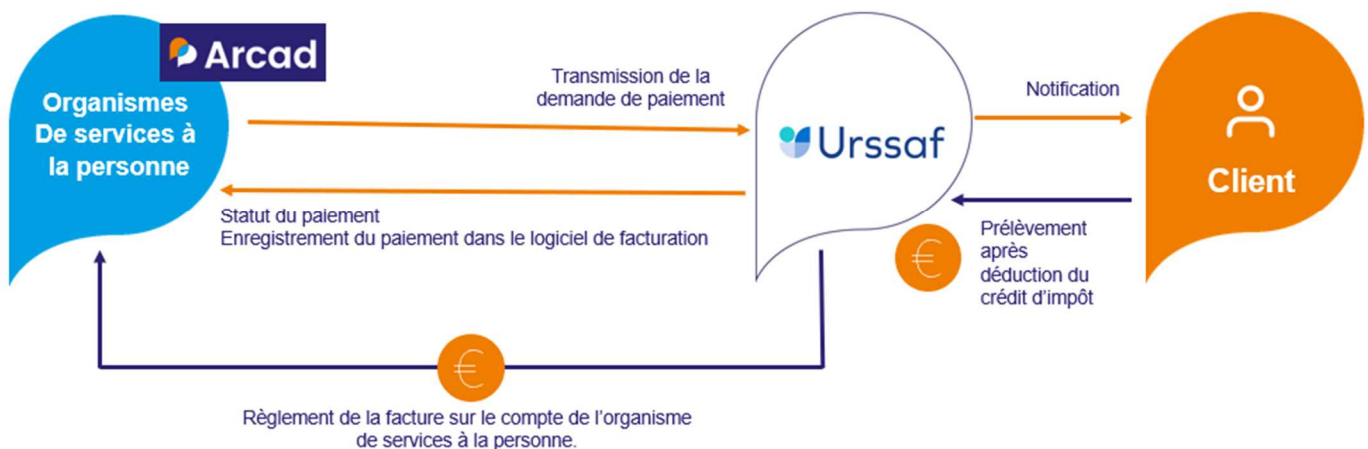 Arcad
Organismes
De services à
la personne
Transmission de la
demande de paiement
Urssaf
Notification
Client
Statut du paiement
Enregistrement du paiement dans le logiciel de facturation
€
Prélèvement
après
déduction du
crédit d’impôt
€
Règlement de la facture sur le compte de l’organisme
de services à la personne.